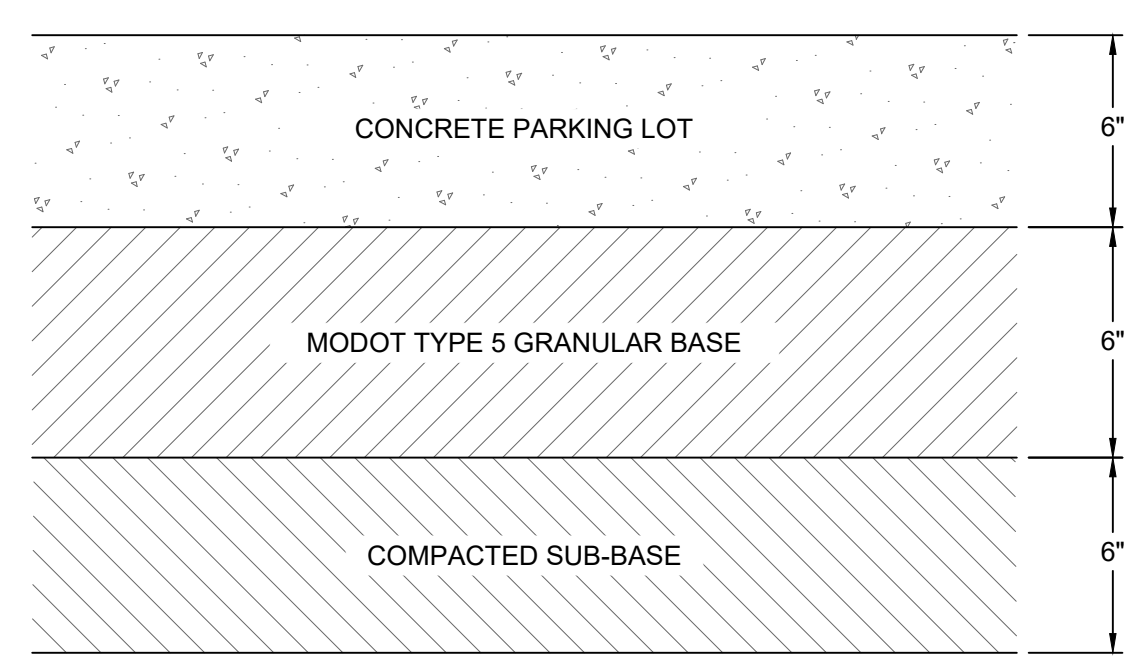 CONCRETE PARKING LOT
6"
MODOT TYPE 5 GRANULAR BASE
6"
COMPACTED SUB-BASE
6"